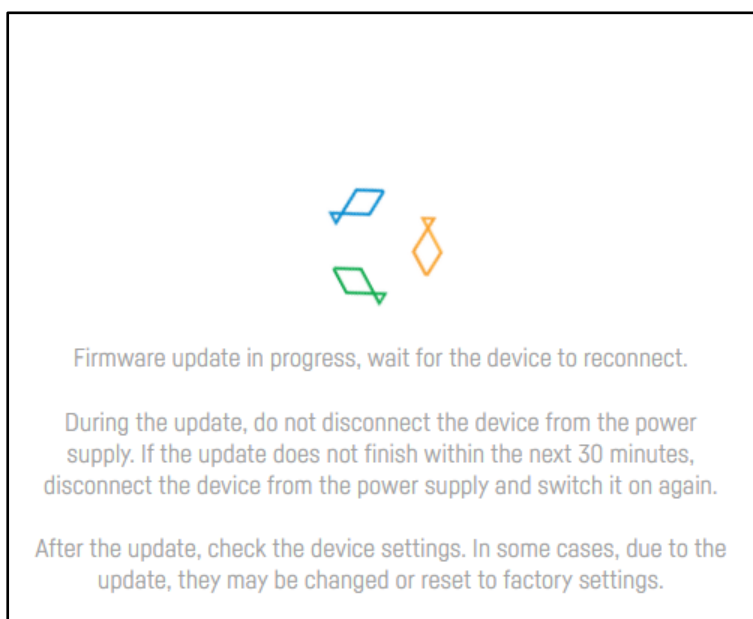 Firmware update in progress, wait for the device to reconnect.
During the update, do not disconnect the device from the power
supply. If the update does not finish within the next 30 minutes,
disconnect the device from the power supply and switch it on again.
After the update, check the device settings. In some cases, due to the
update, they may be changed or reset to factory settings.